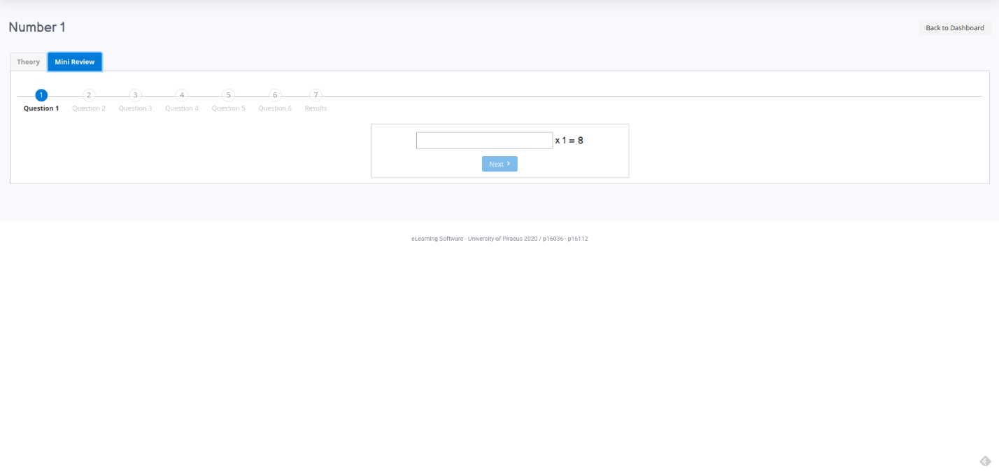 Number 1
Back to Dashboard
Theory
Mini Review
1
2
3
4
5
6
7
Question 1
Question 2
Question 3
Question 4
Question 5
Question 6
Results
x 1 = 8
Next
eLearning Software - University of Piraeus 2020 / p16036 - p16112